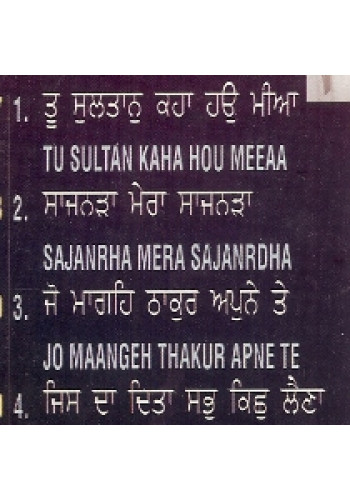 1. ਤੂ ਸੁਲਤਾਨੁ ਕਹਾ ਹਉ ਮੀਆ
TU SULTAN KAHA HOU MEEAA
2. ਸਾਜਨੜਾ ਮੇਰਾ ਸਾਜਨੜਾ
SAJANRHA MERA SAJANRDHA
3. ਜੋ ਮਾਗਹਿ ਠਾਕੁਰ ਅਪੁਨੇ ਤੇ
JO MAANGEH THAKUR APNE TE
4. ਜਿਸ ਦਾ ਦਿਤਾ ਸਭੁ ਕਿਛੁ ਲੈਣਾ